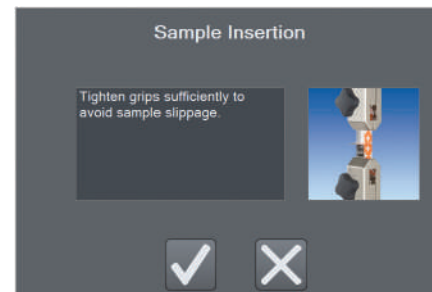 Sample Insertion
Tighten grips sufficiently to
avoid sample slippage.